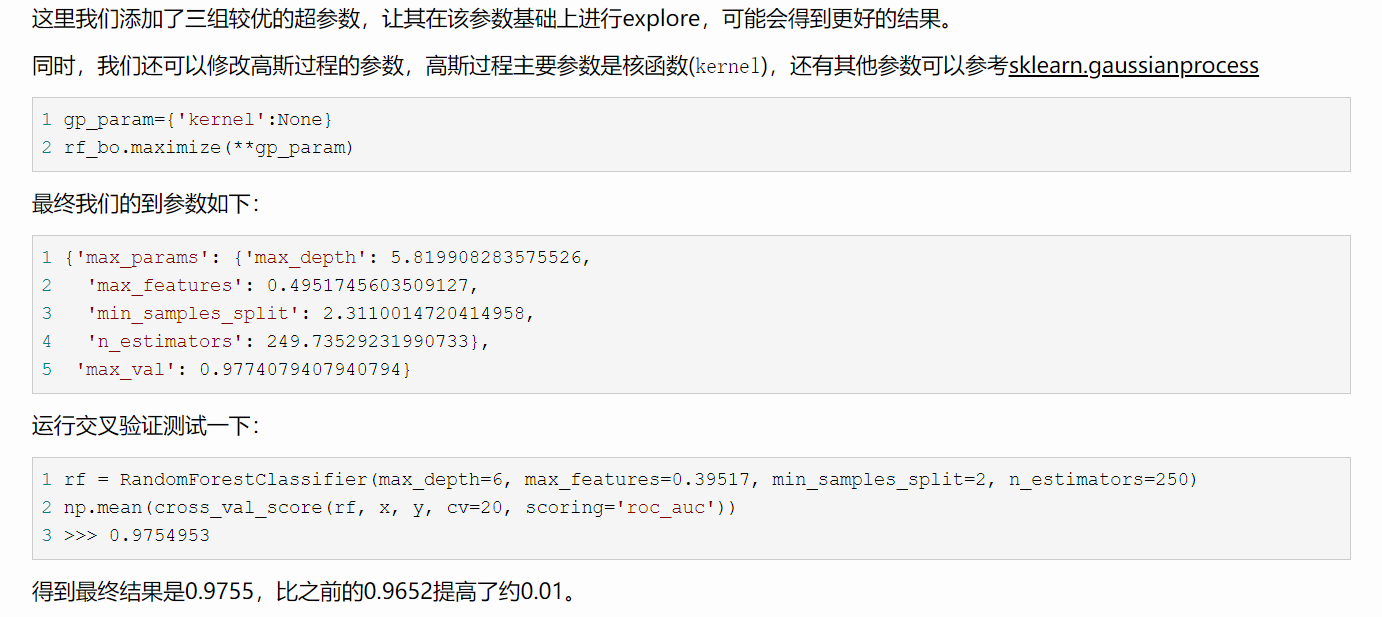 这里我们添加了三组较优的超参数，让其在该参数基础上进行explore，可能会得到更好的结果。
同时，我们还可以修改高斯过程的参数，高斯过程主要参数是核函数(kernel)，还有其他参数可以参考sklearn.gaussianprocess
1 gp_param={'kernel':None}
2 rf_bo.maximize(**gp_param)
最终我们的到参数如下：
1 {'max_params': {'max_depth': 5.819908283575526,
2   'max_features': 0.4951745603509127,
3   'min_samples_split': 2.3110014720414958,
4   'n_estimators': 249.73529231990733},
5  'max_val': 0.9774079407940794}
运行交叉验证测试一下：
1 rf = RandomForestClassifier(max_depth=6, max_features=0.39517, min_samples_split=2, n_estimators=250)
2 np.mean(cross_val_score(rf, x, y, cv=20, scoring='roc_auc'))
3 >>> 0.9754953
得到最终结果是0.9755，比之前的0.9652提高了约0.01。